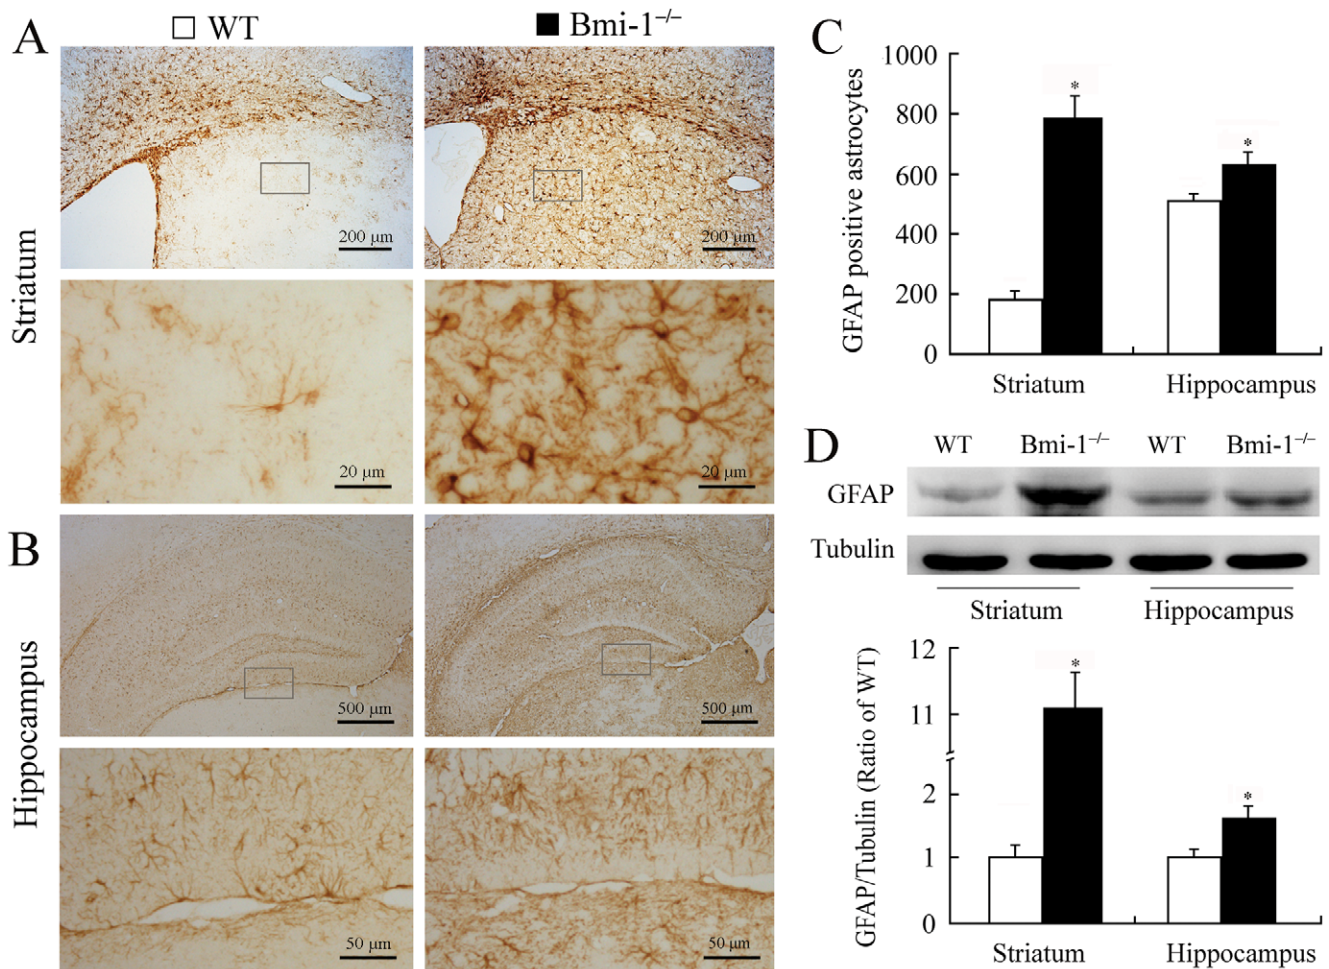 A
WT
Bmi-1⁻/⁻
Striatum
200 μm
200 μm
20 μm
20 μm
B
Hippocampus
500 μm
500 μm
50 μm
50 μm
C
GFAP positive astrocytes
1000
800
600
400
200
0
*
*
Striatum
Hippocampus
D
WT
Bmi-1⁻/⁻
WT
Bmi-1⁻/⁻
GFAP
Tubulin
Striatum
Hippocampus
GFAP/Tubulin (Ratio of WT)
12
11
2
1
0
*
*
Striatum
Hippocampus